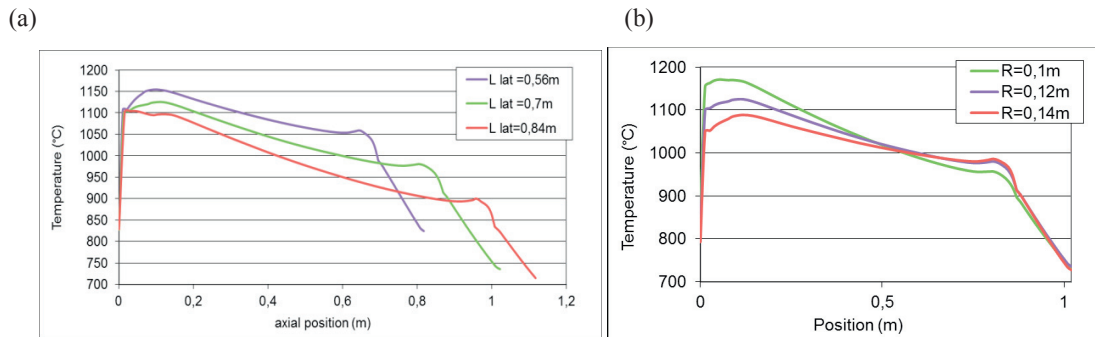 (a)
(b)
1200
1150
1100
1050
1000
950
900
850
800
750
700
Temperature (°C)
0
0,2
0,4
0,6
0,8
1
1,2
axial position (m)
L lat =0,56m
L lat =0,7m
L lat=0,84m
1200
1100
1000
900
800
700
Temperature (°C)
0
0,5
1
Position (m)
R=0,1m
R=0,12m
R=0,14m